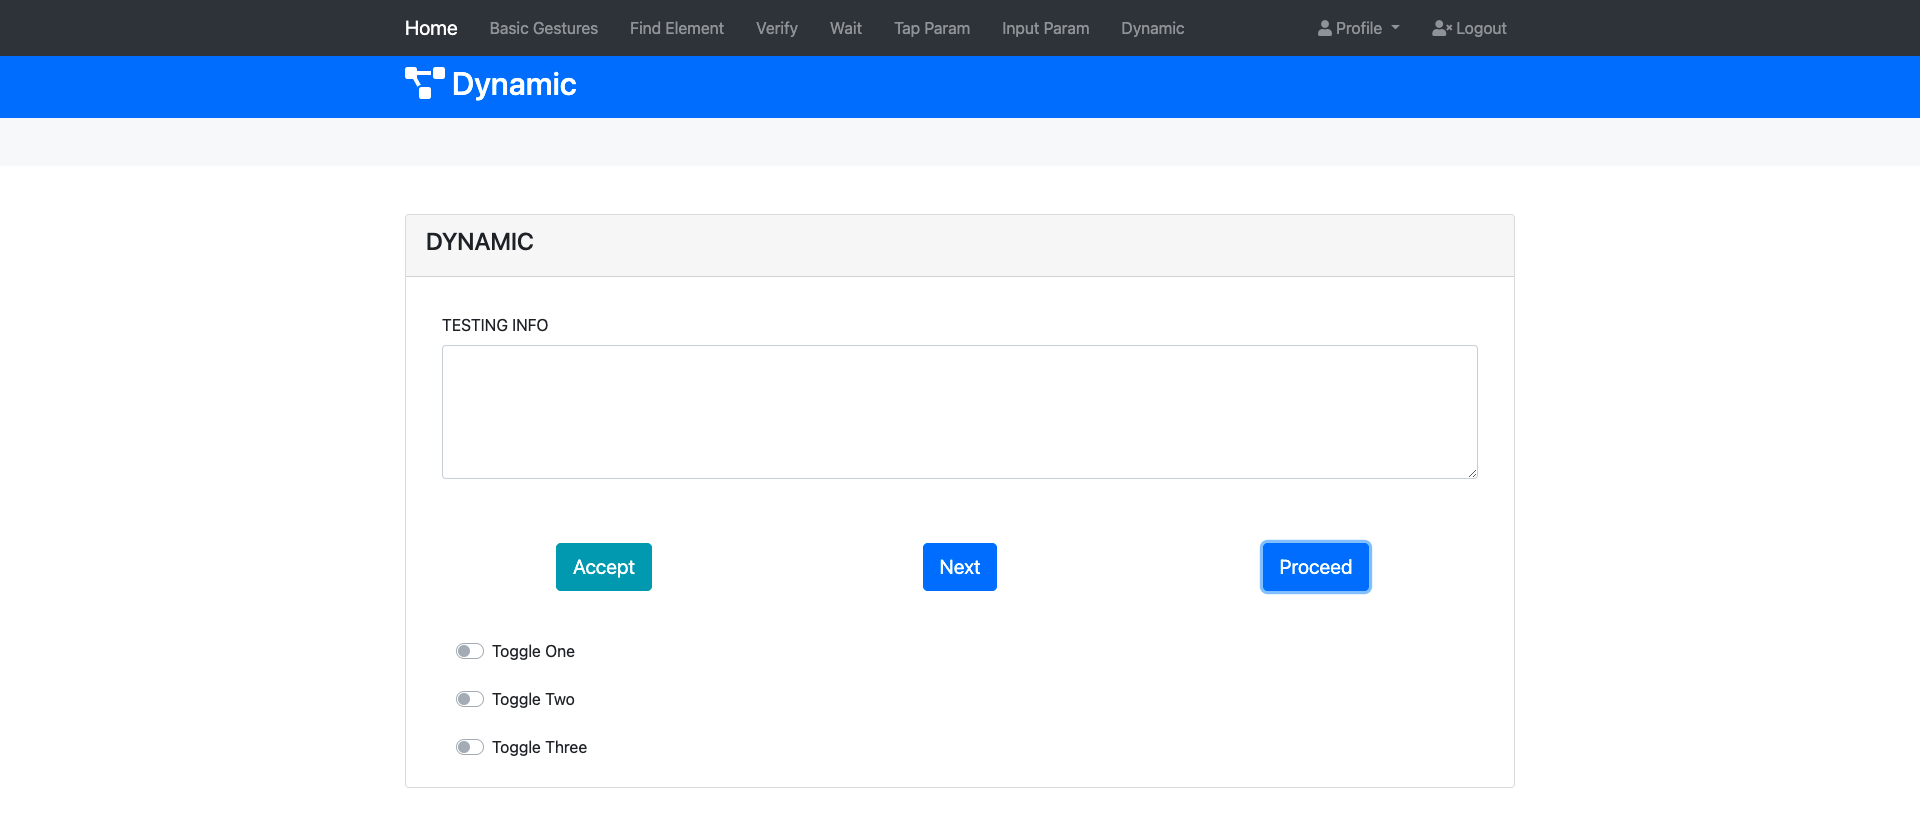 Home Basic Gestures Find Element Verify Wait Tap Param Input Param Dynamic Profile Logout
Dynamic
DYNAMIC
TESTING INFO
Accept Next Proceed
Toggle One
Toggle Two
Toggle Three